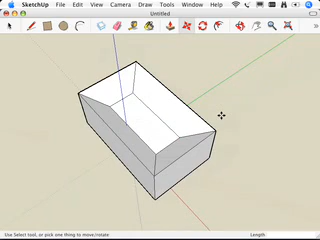 SketchUp File Edit View Camera Draw Tools Window Help
Untitled
Use Select tool, or pick one thing to move/rotate Length